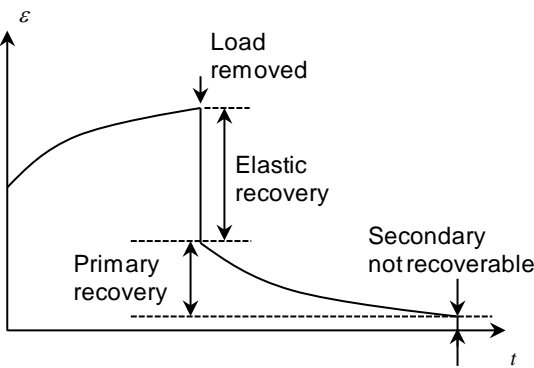 ε
Load
removed
Elastic
recovery
Primary
recovery
Secondary
not recoverable
t